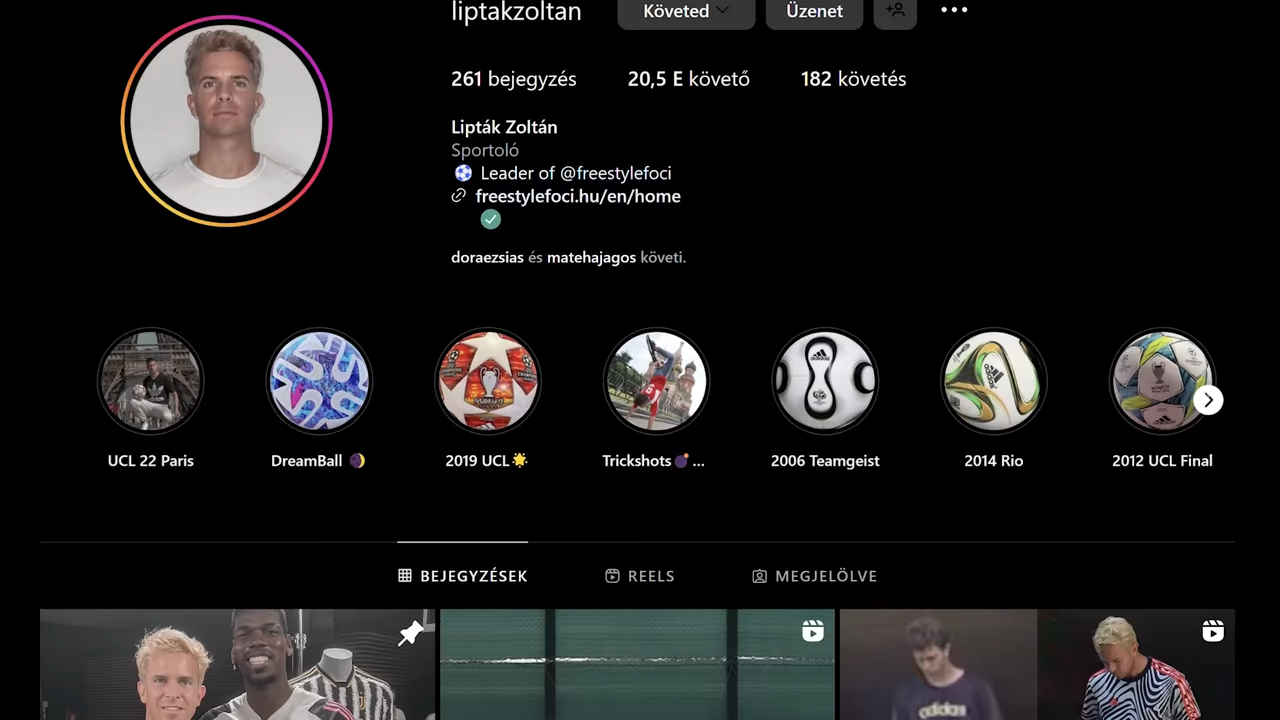 liptakzoltan Követed Üzenet
261 bejegyzés 20,5 E követő 182 követés
Lipták Zoltán
Sportoló
Leader of @freestylefoci
freestylefoci.hu/en/home
doraezsias és matehajagos követi.
UCL 22 Paris DreamBall 2019 UCL Trickshots ... 2006 Teamgeist 2014 Rio 2012 UCL Final
BEJEGYZÉSEK REELS MEGJELÖLVE
adidas